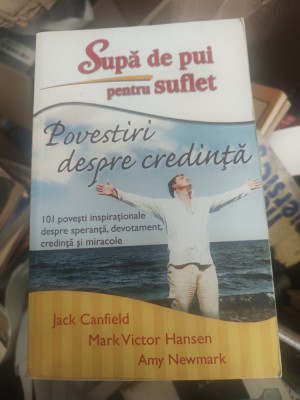 Supă de pui
pentru suflet
Povestiri
despre credință
101 povești inspiraționale
despre speranță, devotament,
credință și miracole
Jack Canfield
Mark Victor Hansen
Amy Newmark